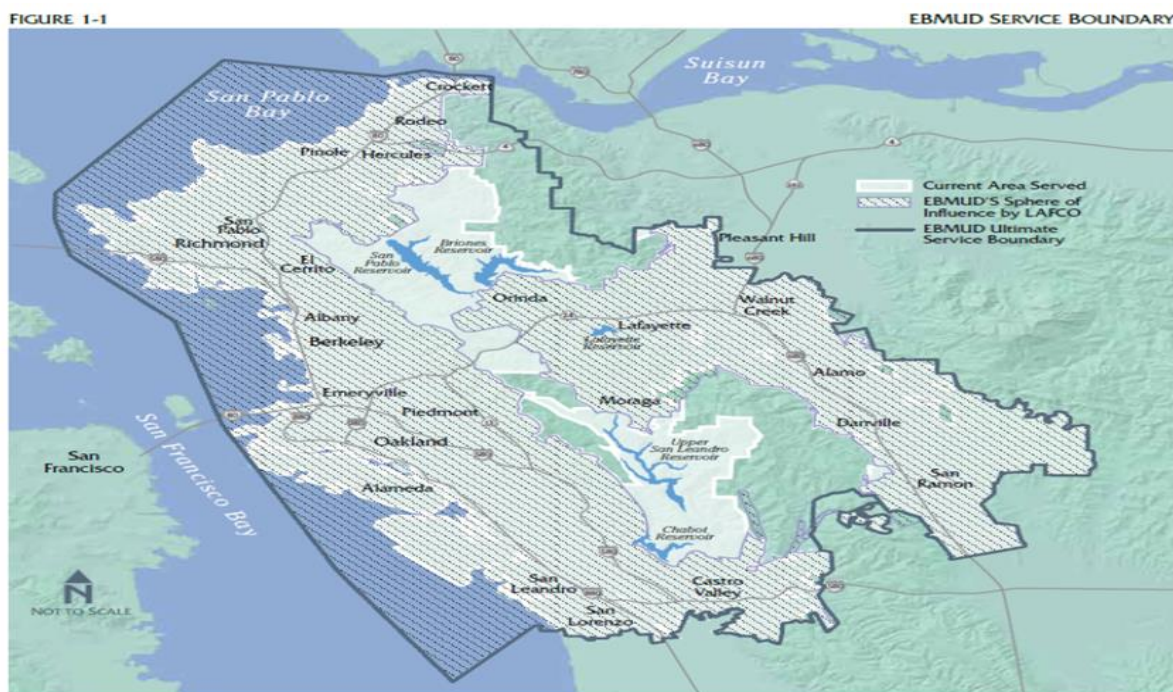 FIGURE 1-1
EBMUD SERVICE BOUNDARY
Suisun
Bay
San Pablo
Bay
Crockett
Rodeo
Pinole
Hercules
4
4
Current Area Served
EBMUD'S Sphere of
Influence by LAFCO
EBMUD Ultimate
Service Boundary
San
Pablo
Richmond
El
Cerrito
San
Pablo
Reservoir
Briones
Reservoir
Pleasant Hill
Orinda
Walnut
Creek
Albany
Berkeley
Lafayette
Lafayette
Reservoir
Alamo
Emeryville
Piedmont
Moraga
Danville
San
Francisco
San Francisco Bay
Oakland
Upper
San Leandro
Reservoir
San
Ramon
Alameda
Chabot
Reservoir
San
Leandro
Castro
Valley
San
Lorenzo
N
NOT TO SCALE